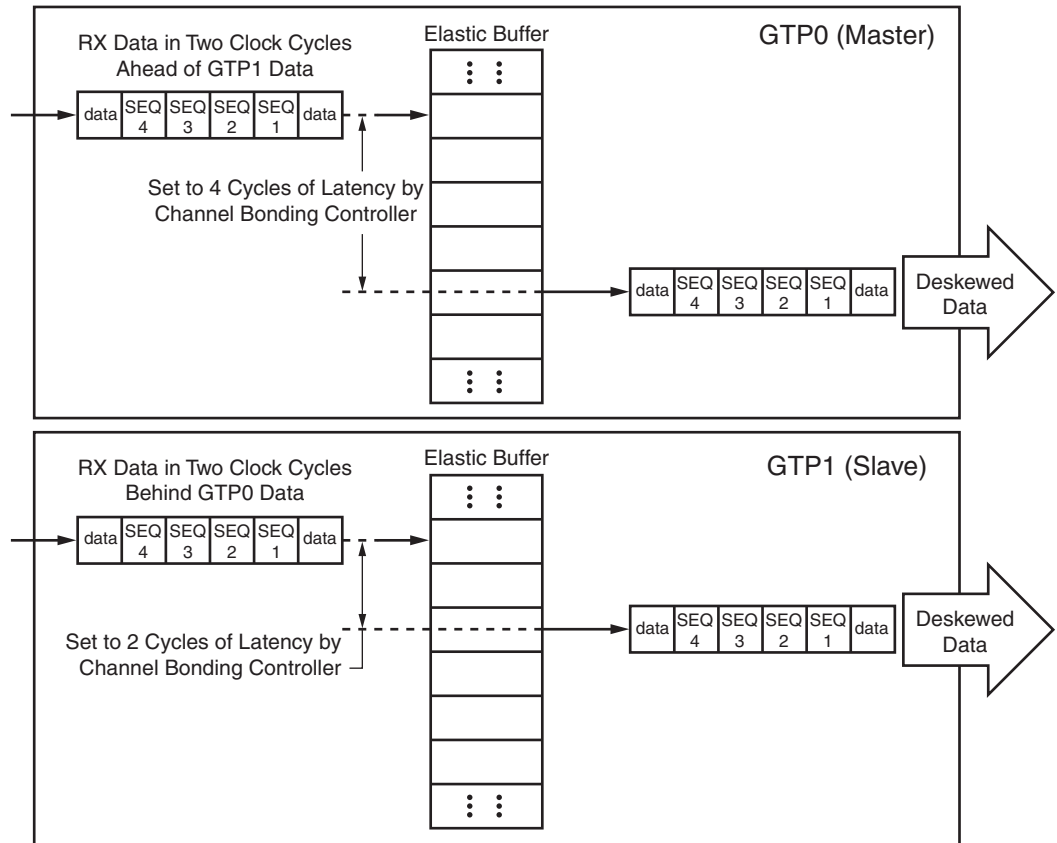 GTP0 (Master)
RX Data in Two Clock Cycles
Ahead of GTP1 Data
Elastic Buffer
data SEQ 4 SEQ 3 SEQ 2 SEQ 1 data
Set to 4 Cycles of Latency by
Channel Bonding Controller
data SEQ 4 SEQ 3 SEQ 2 SEQ 1 data
Deskewed
Data
GTP1 (Slave)
RX Data in Two Clock Cycles
Behind GTP0 Data
Elastic Buffer
data SEQ 4 SEQ 3 SEQ 2 SEQ 1 data
Set to 2 Cycles of Latency by
Channel Bonding Controller
data SEQ 4 SEQ 3 SEQ 2 SEQ 1 data
Deskewed
Data